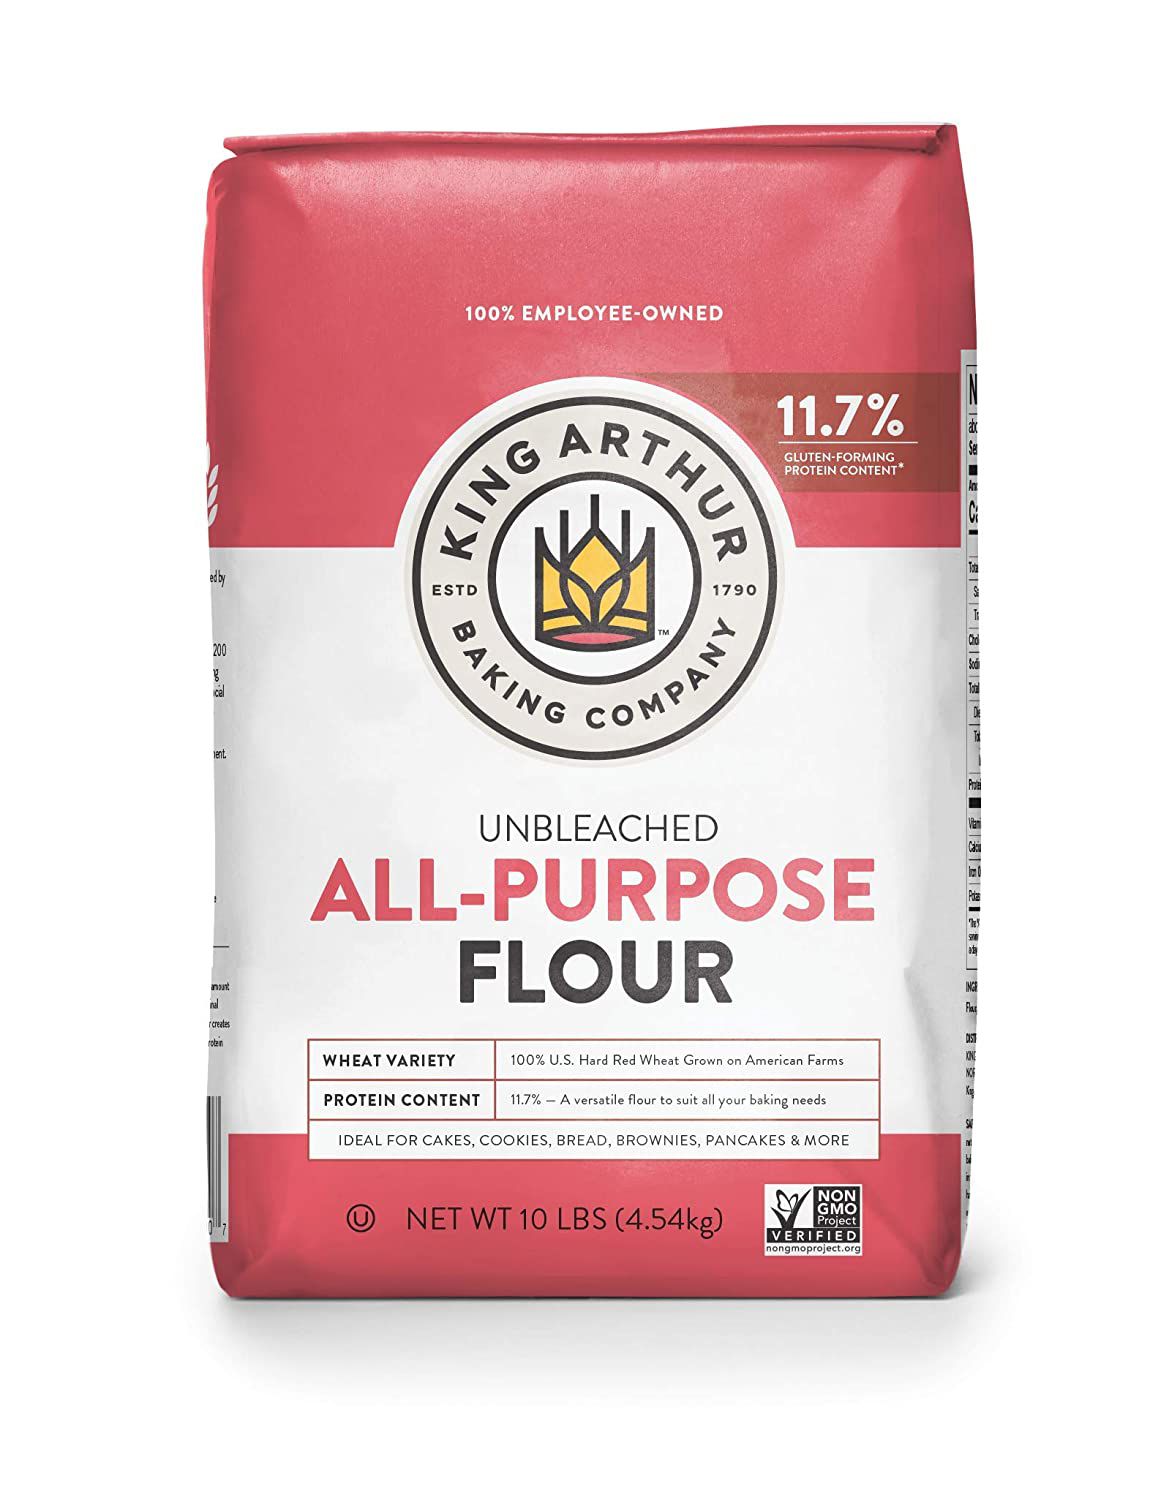 100% EMPLOYEE-OWNED
11.7%
GLUTEN-FORMING
PROTEIN CONTENT*
KING ARTHUR
ESTD 1790
BAKING COMPANY
™
UNBLEACHED
ALL-PURPOSE
FLOUR
WHEAT VARIETY 100% U.S. Hard Red Wheat Grown on American Farms
PROTEIN CONTENT 11.7% — A versatile flour to suit all your baking needs
IDEAL FOR CAKES, COOKIES, BREAD, BROWNIES, PANCAKES & MORE
U NET WT 10 LBS (4.54kg)
NON
GMO
Project
VERIFIED
nongmoproject.org